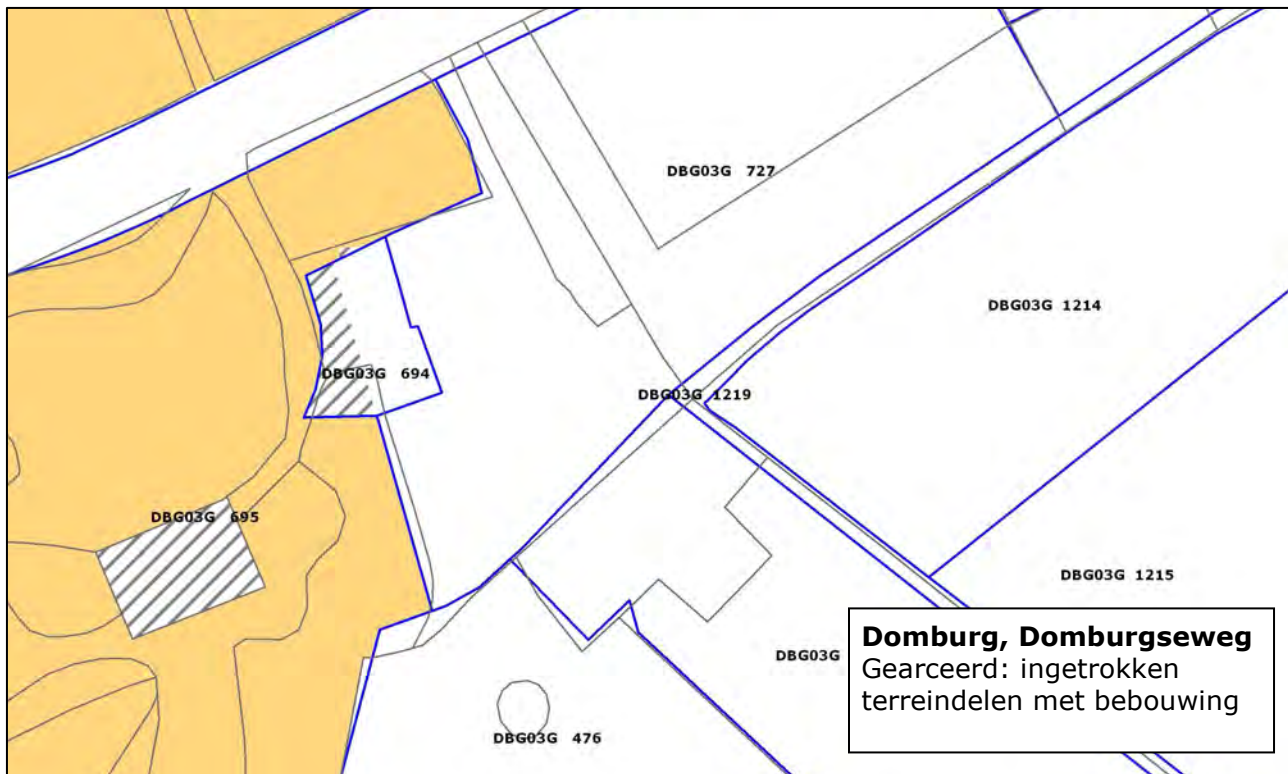 DBG03G 727
DBG03G 1214
DBG03G 694
DBG03G 1219
DBG03G 695
DBG03G 1215
DBG03G
DBG03G 476
Domburg, Domburgseweg
Gearceerd: ingetrokken
terreindelen met bebouwing